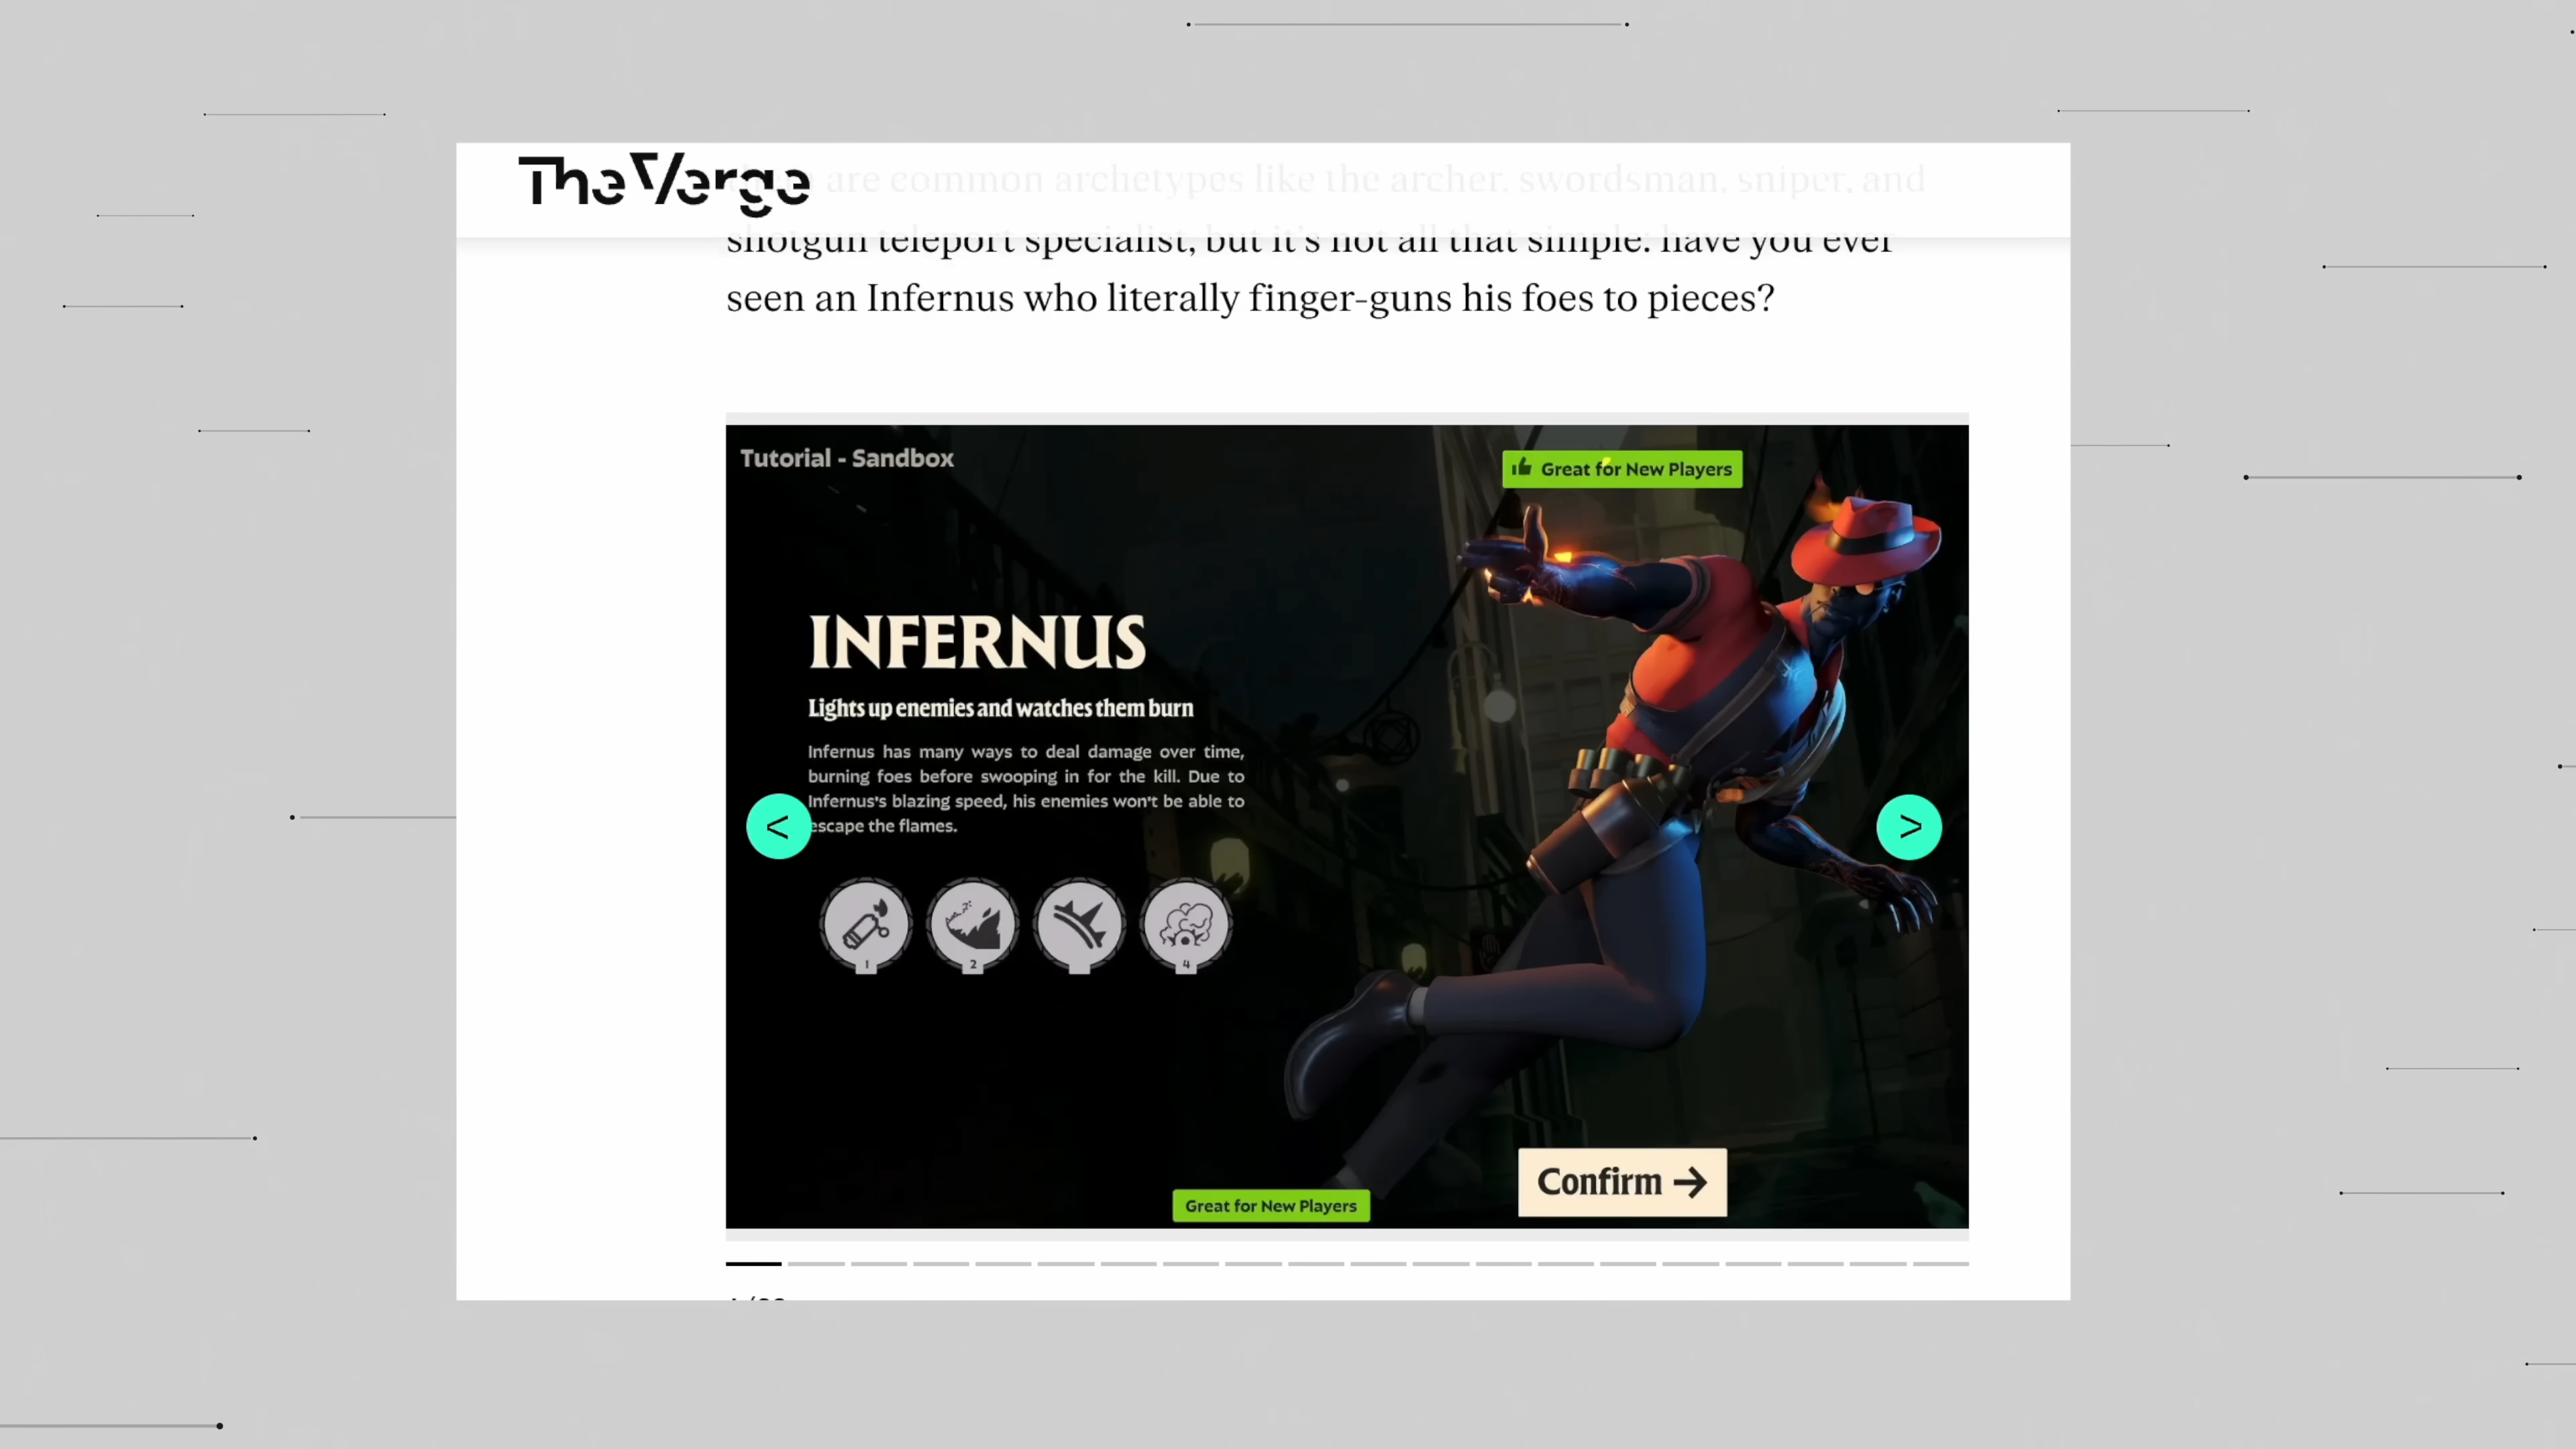 The Verge
are common archetypes like the archer, swordsman, sniper, and
shotgun teleport specialist, but it's not all that simple: have you ever
seen an Infernus who literally finger-guns his foes to pieces?
Tutorial - Sandbox
Great for New Players
INFERNUS
Lights up enemies and watches them burn
Infernus has many ways to deal damage over time,
burning foes before swooping in for the kill. Due to
Infernus's blazing speed, his enemies won't be able to
escape the flames.
< >
1 2 4
Confirm →
Great for New Players